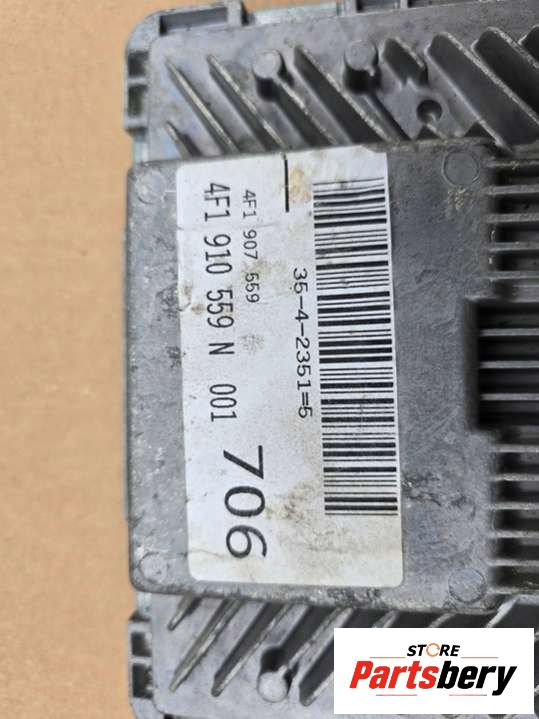 35-4-2351=5
4F1 907 559
4F1 910 559 N 001
706
STORE
Partsbery